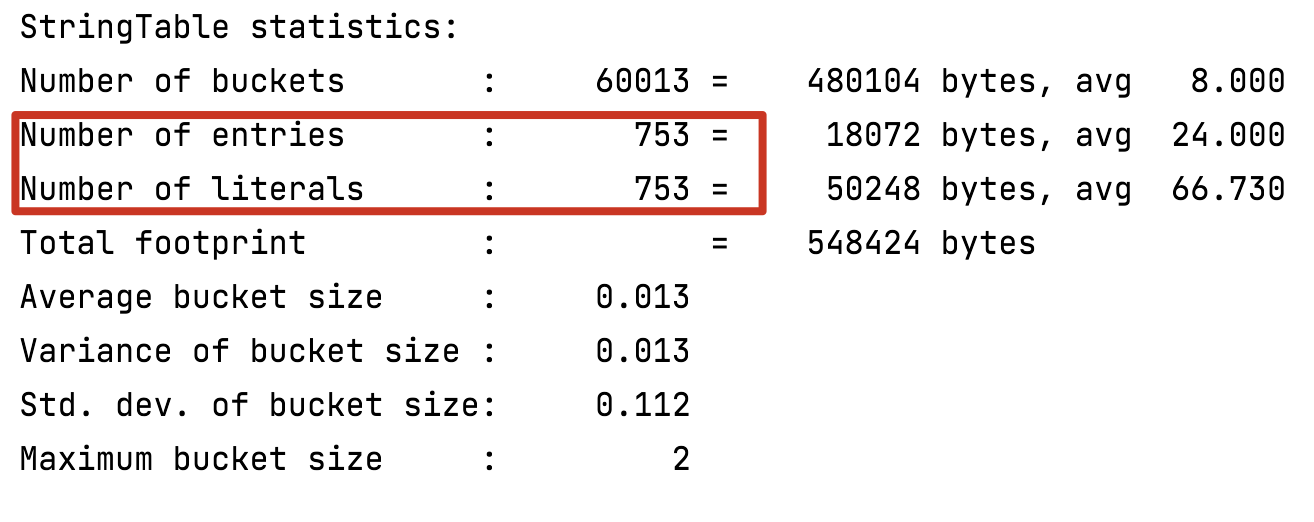 StringTable statistics:
Number of buckets       :     60013 =    480104 bytes, avg   8.000
Number of entries       :       753 =     18072 bytes, avg  24.000
Number of literals      :       753 =     50248 bytes, avg  66.730
Total footprint         :           =    548424 bytes
Average bucket size     :     0.013
Variance of bucket size :     0.013
Std. dev. of bucket size:     0.112
Maximum bucket size     :         2